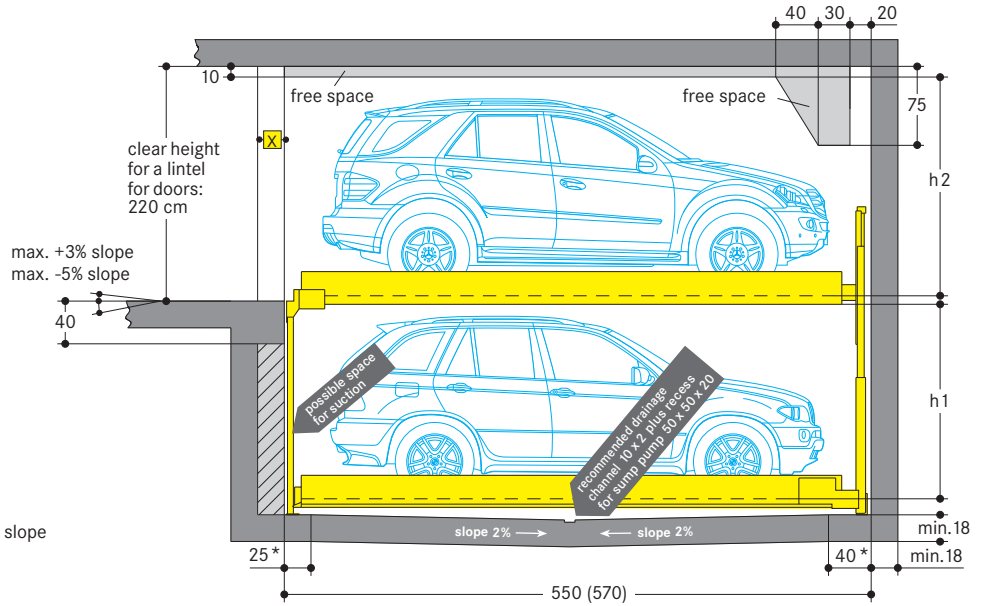 40 30 20
10
free space
free space
75
X
clear height
for a lintel
for doors:
220 cm
h2
max. +3% slope
max. -5% slope
40
possible space
for suction
recommended drainage
channel 10 x 2 plus recess
for sump pump 50 x 50 x 20
h1
slope
slope 2%
slope 2%
min.18
25*
40*
min.18
550 (570)